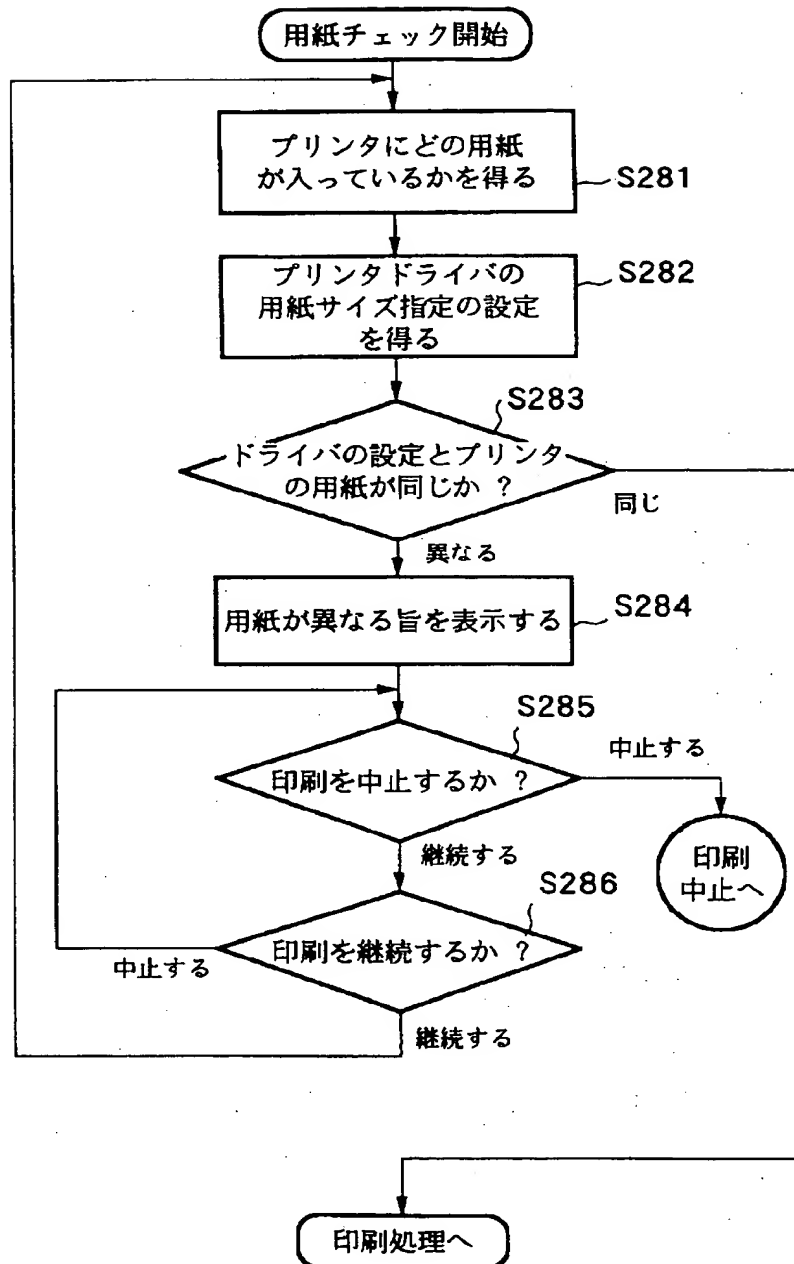 用紙チェック開始
プリンタにどの用紙
が入っているかを得る
S281
プリンタドライバの
用紙サイズ指定の設定
を得る
S282
S283
ドライバの設定とプリンタ
の用紙が同じか ?
同じ
異なる
用紙が異なる旨を表示する
S284
S285
印刷を中止するか ?
中止する
継続する
印刷
中止へ
S286
印刷を継続するか ?
中止する
継続する
印刷処理へ